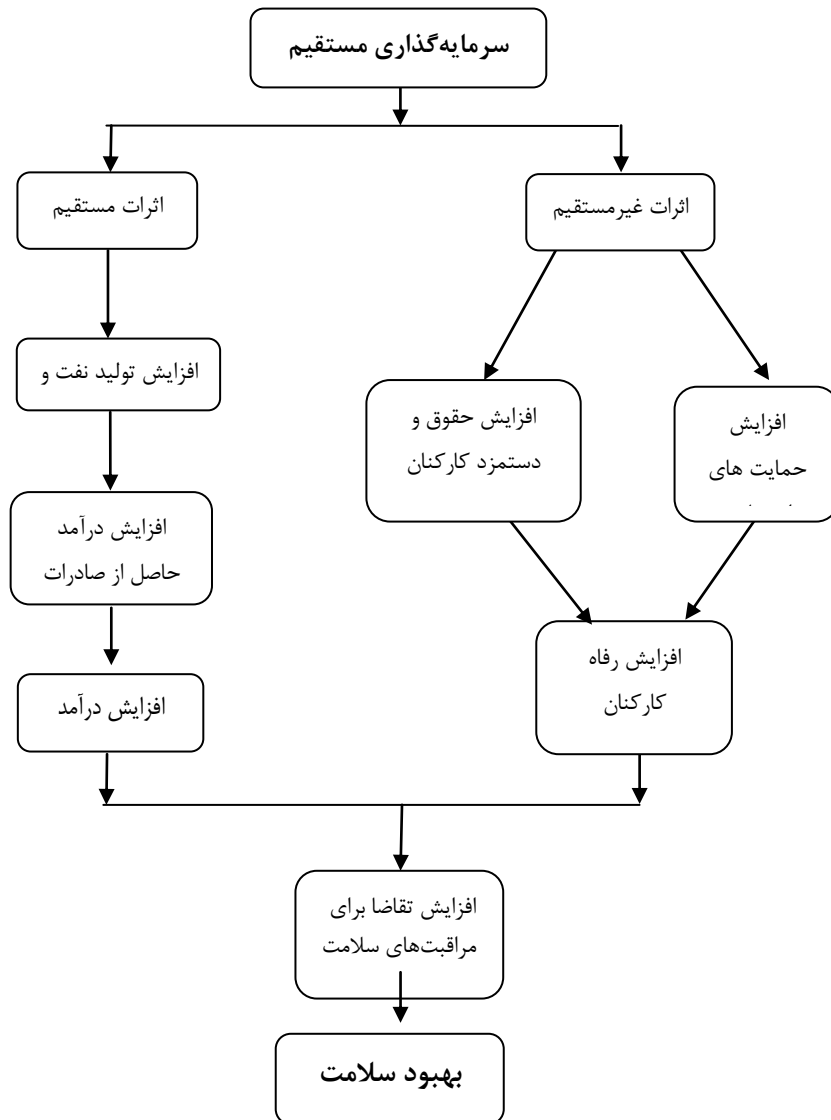 سرمایه‌گذاری مستقیم
اثرات غیرمستقیم
اثرات مستقیم
افزایش تولید نفت و
افزایش
حمایت های
افزایش حقوق و
دستمزد کارکنان
افزایش درآمد
حاصل از صادرات
افزایش رفاه
کارکنان
افزایش درآمد
افزایش تقاضا برای
مراقبت‌های سلامت
بهبود سلامت